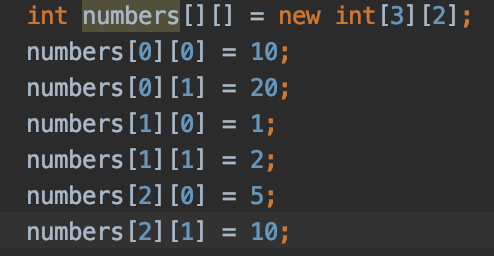 int numbers[][] = new int[3][2];
numbers[0][0] = 10;
numbers[0][1] = 20;
numbers[1][0] = 1;
numbers[1][1] = 2;
numbers[2][0] = 5;
numbers[2][1] = 10;